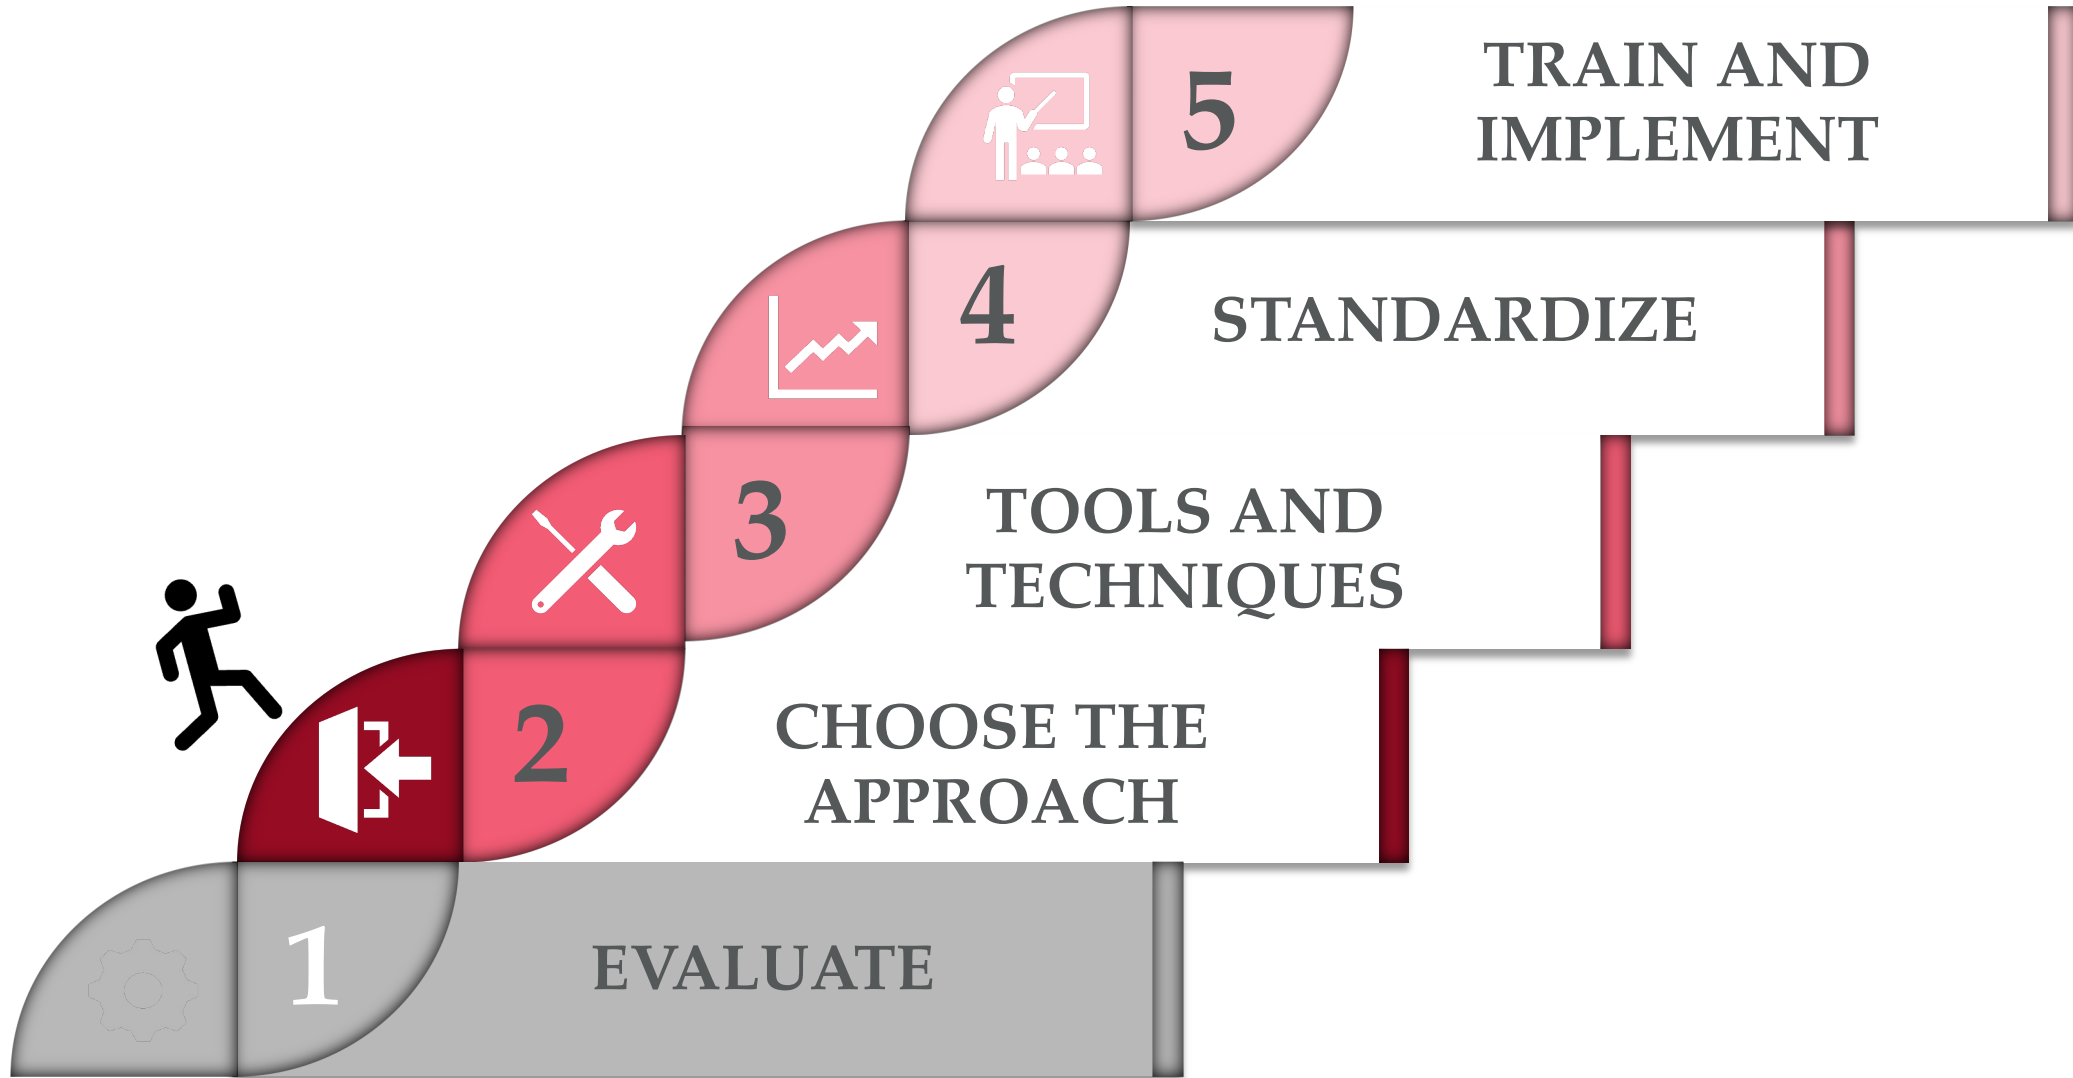 5
TRAIN AND
IMPLEMENT
4
STANDARDIZE
3
TOOLS AND
TECHNIQUES
2
CHOOSE THE
APPROACH
1
EVALUATE